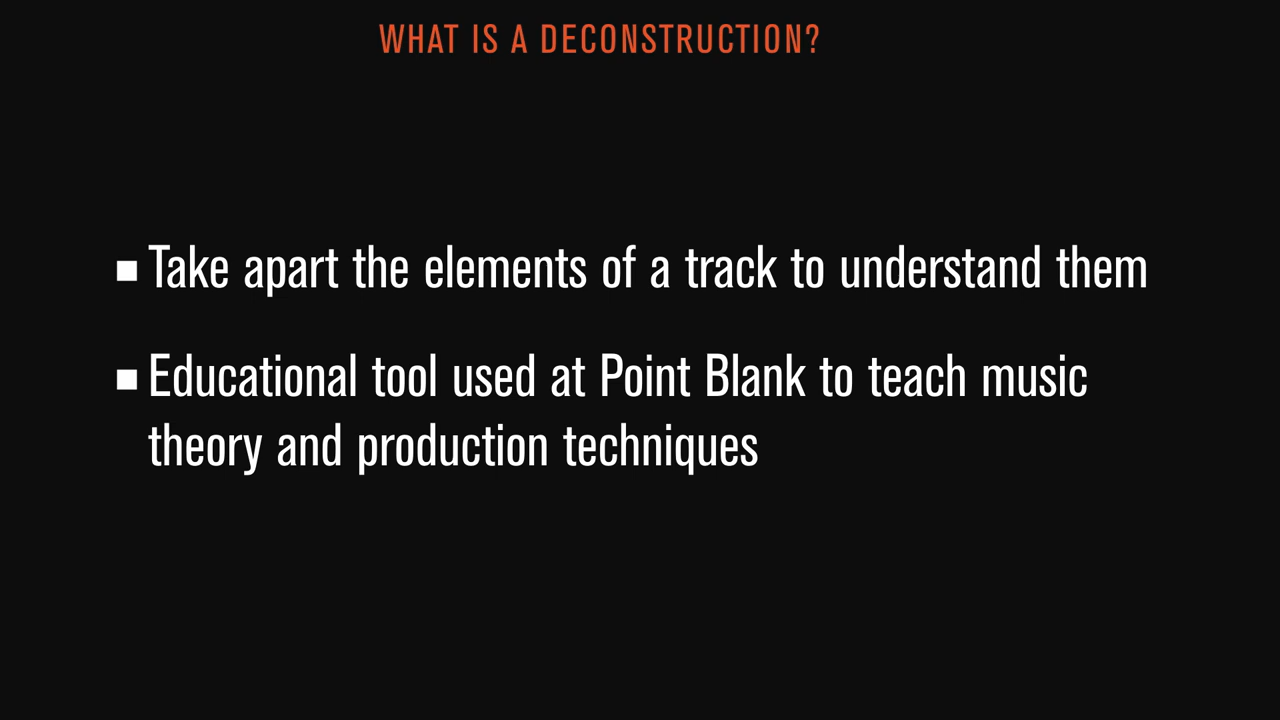 WHAT IS A DECONSTRUCTION?
▪ Take apart the elements of a track to understand them
▪ Educational tool used at Point Blank to teach music
theory and production techniques